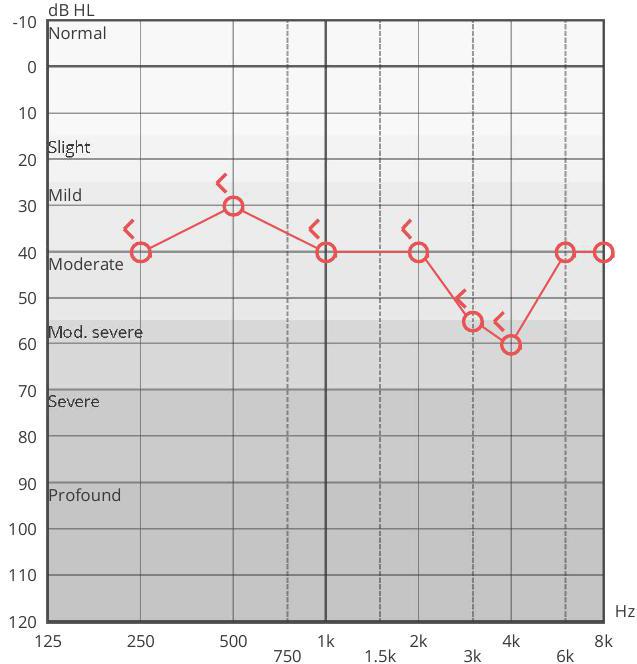 dB HL
-10
Normal
0
10
Slight
20
Mild
30
40
Moderate
50
Mod. severe
60
70
Severe
80
90
Profound
100
110
120
Hz
125 250 500 1k 2k 4k 8k
750 1.5k 3k 6k